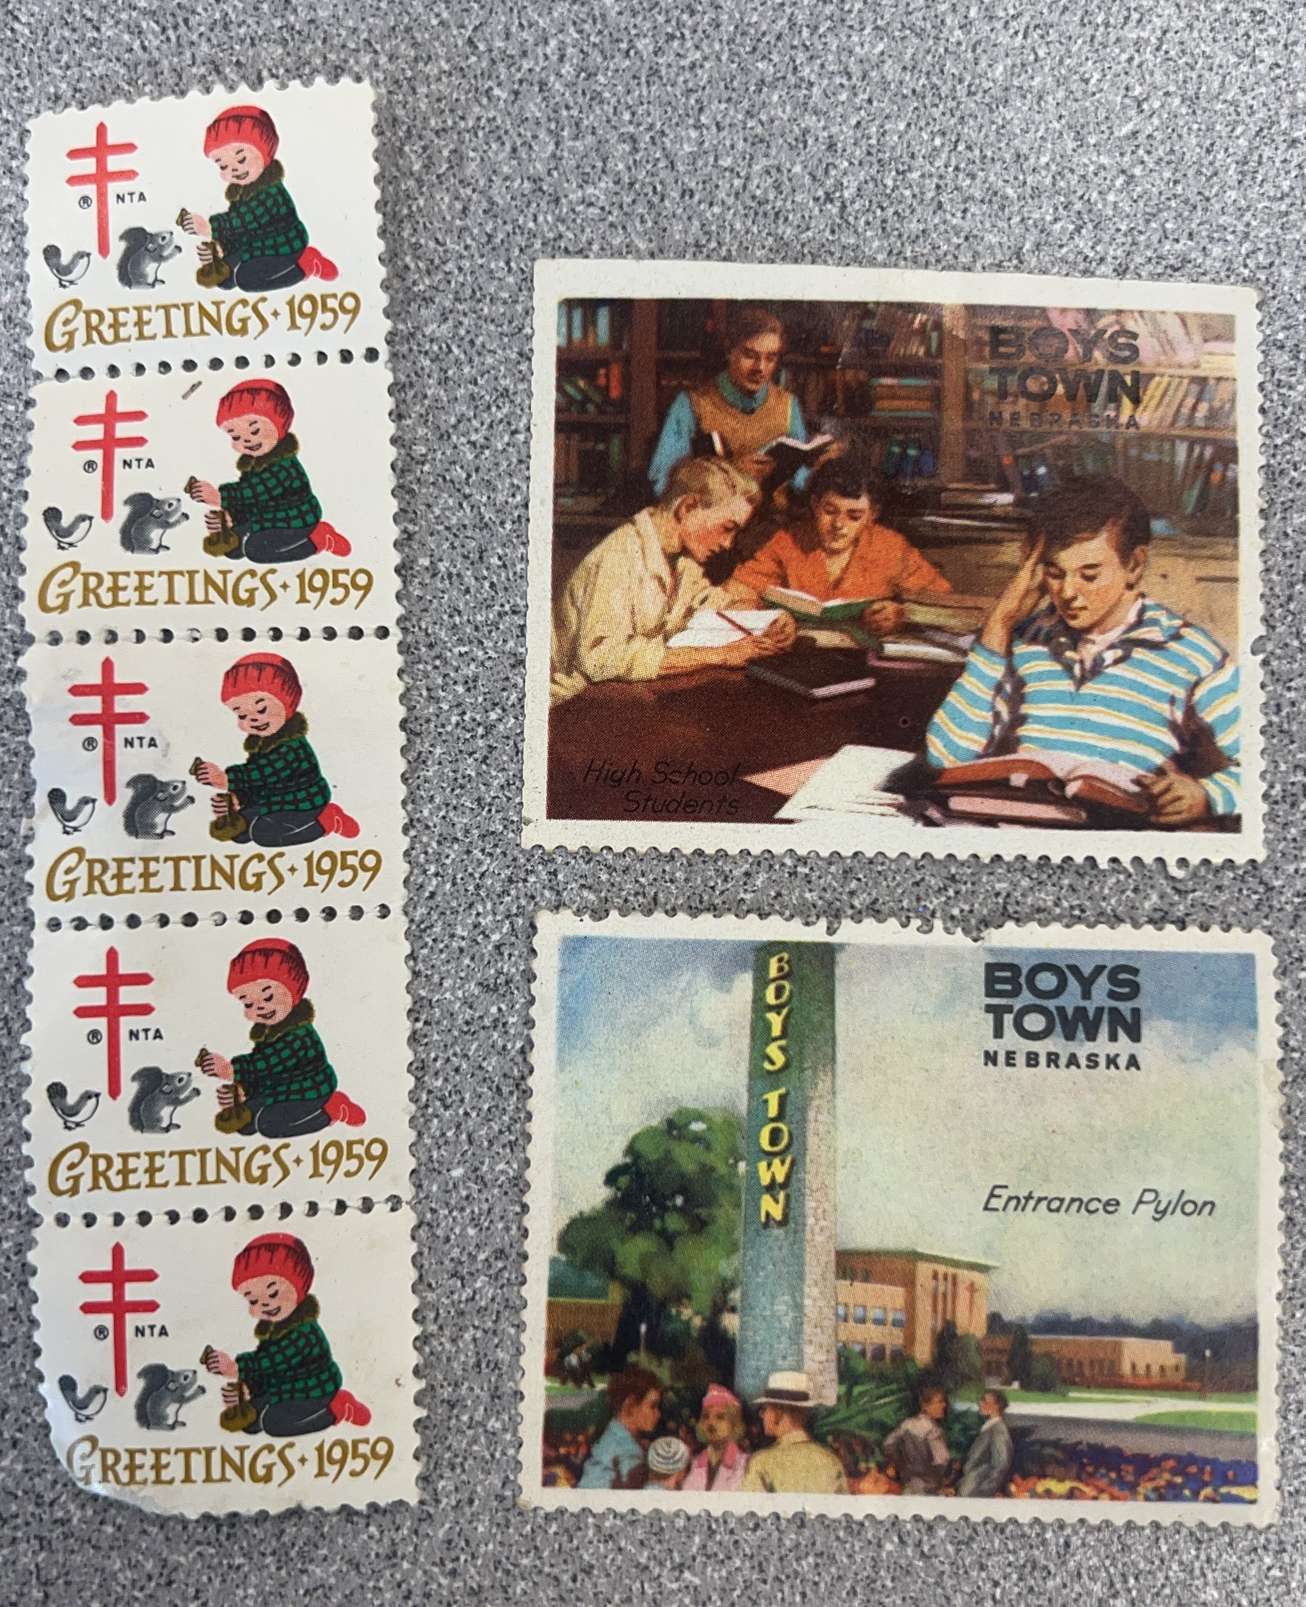 ® NTA
GREETINGS·1959
® NTA
GREETINGS·1959
® NTA
GREETINGS·1959
® NTA
GREETINGS·1959
® NTA
GREETINGS·1959
BOYS
TOWN
NEBRASKA
High School
Students
BOYS TOWN
BOYS
TOWN
NEBRASKA
Entrance Pylon